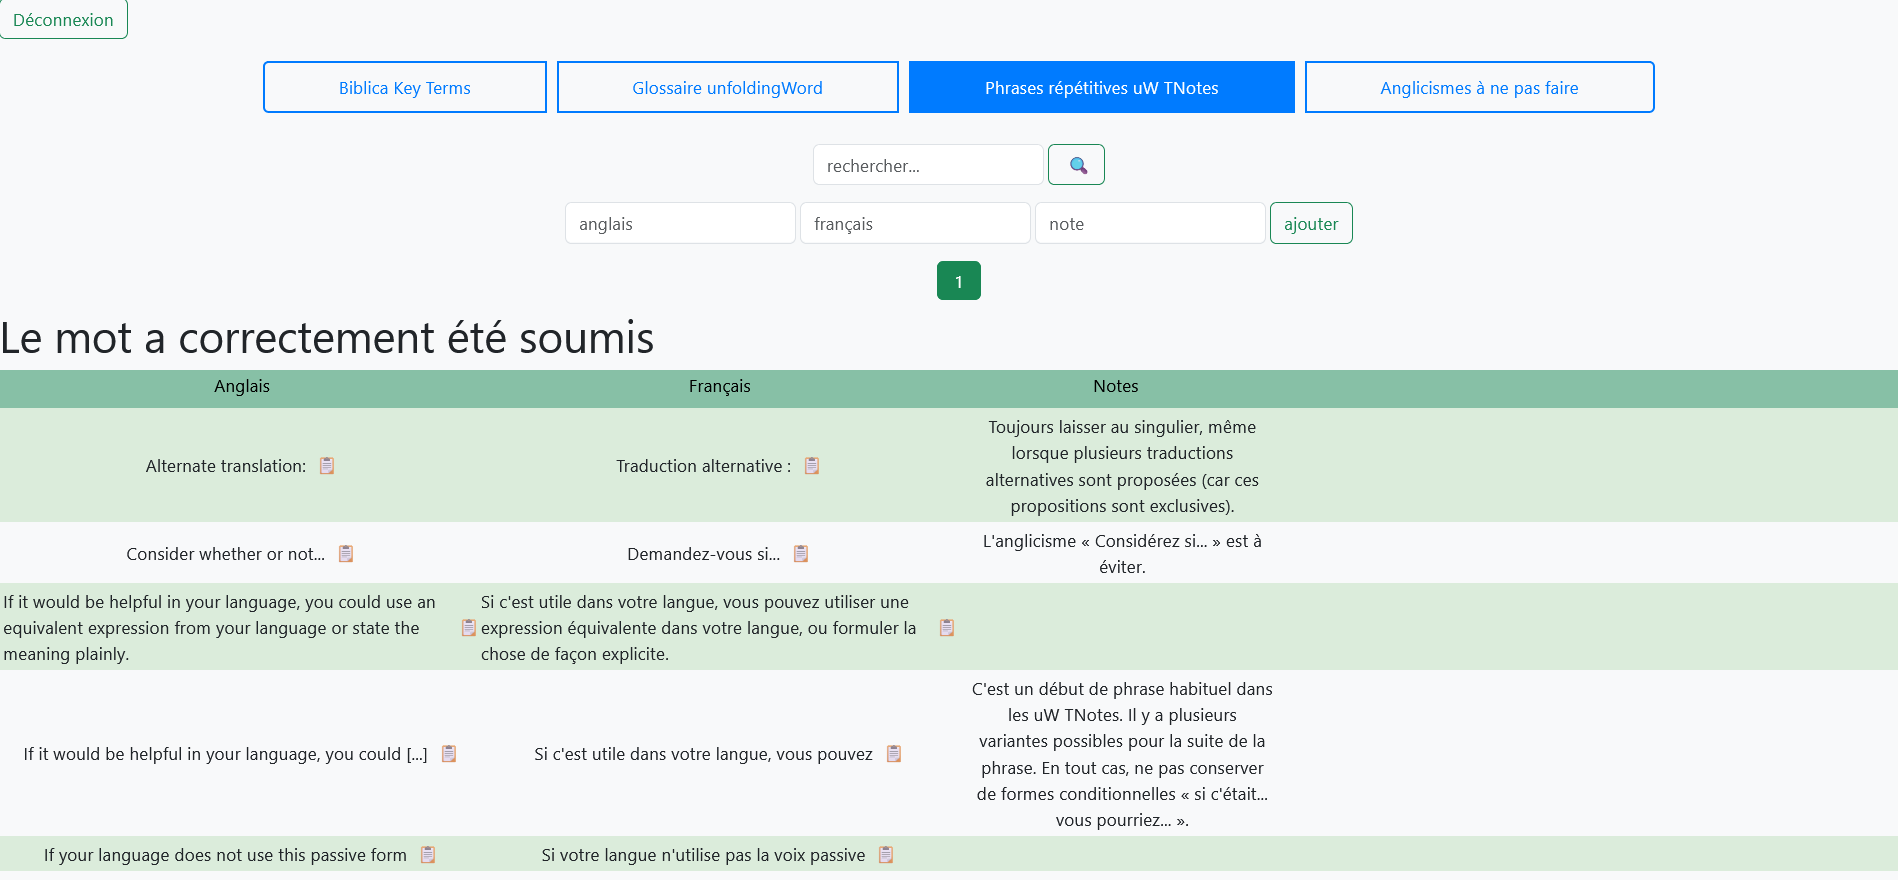 Déconnexion
Biblica Key Terms
Glossaire unfoldingWord
Phrases répétitives uW TNotes
Anglicismes à ne pas faire
rechercher...
anglais
français
note
ajouter
1
Le mot a correctement été soumis
Anglais
Français
Notes
Alternate translation:
Traduction alternative :
Toujours laisser au singulier, même
lorsque plusieurs traductions
alternatives sont proposées (car ces
propositions sont exclusives).
Consider whether or not...
Demandez-vous si...
L'anglicisme « Considérez si... » est à
éviter.
If it would be helpful in your language, you could use an
equivalent expression from your language or state the
meaning plainly.
Si c'est utile dans votre langue, vous pouvez utiliser une
expression équivalente dans votre langue, ou formuler la
chose de façon explicite.
If it would be helpful in your language, you could [...]
Si c'est utile dans votre langue, vous pouvez
C'est un début de phrase habituel dans
les uW TNotes. Il y a plusieurs
variantes possibles pour la suite de la
phrase. En tout cas, ne pas conserver
de formes conditionnelles « si c'était...
vous pourriez... ».
If your language does not use this passive form
Si votre langue n'utilise pas la voix passive